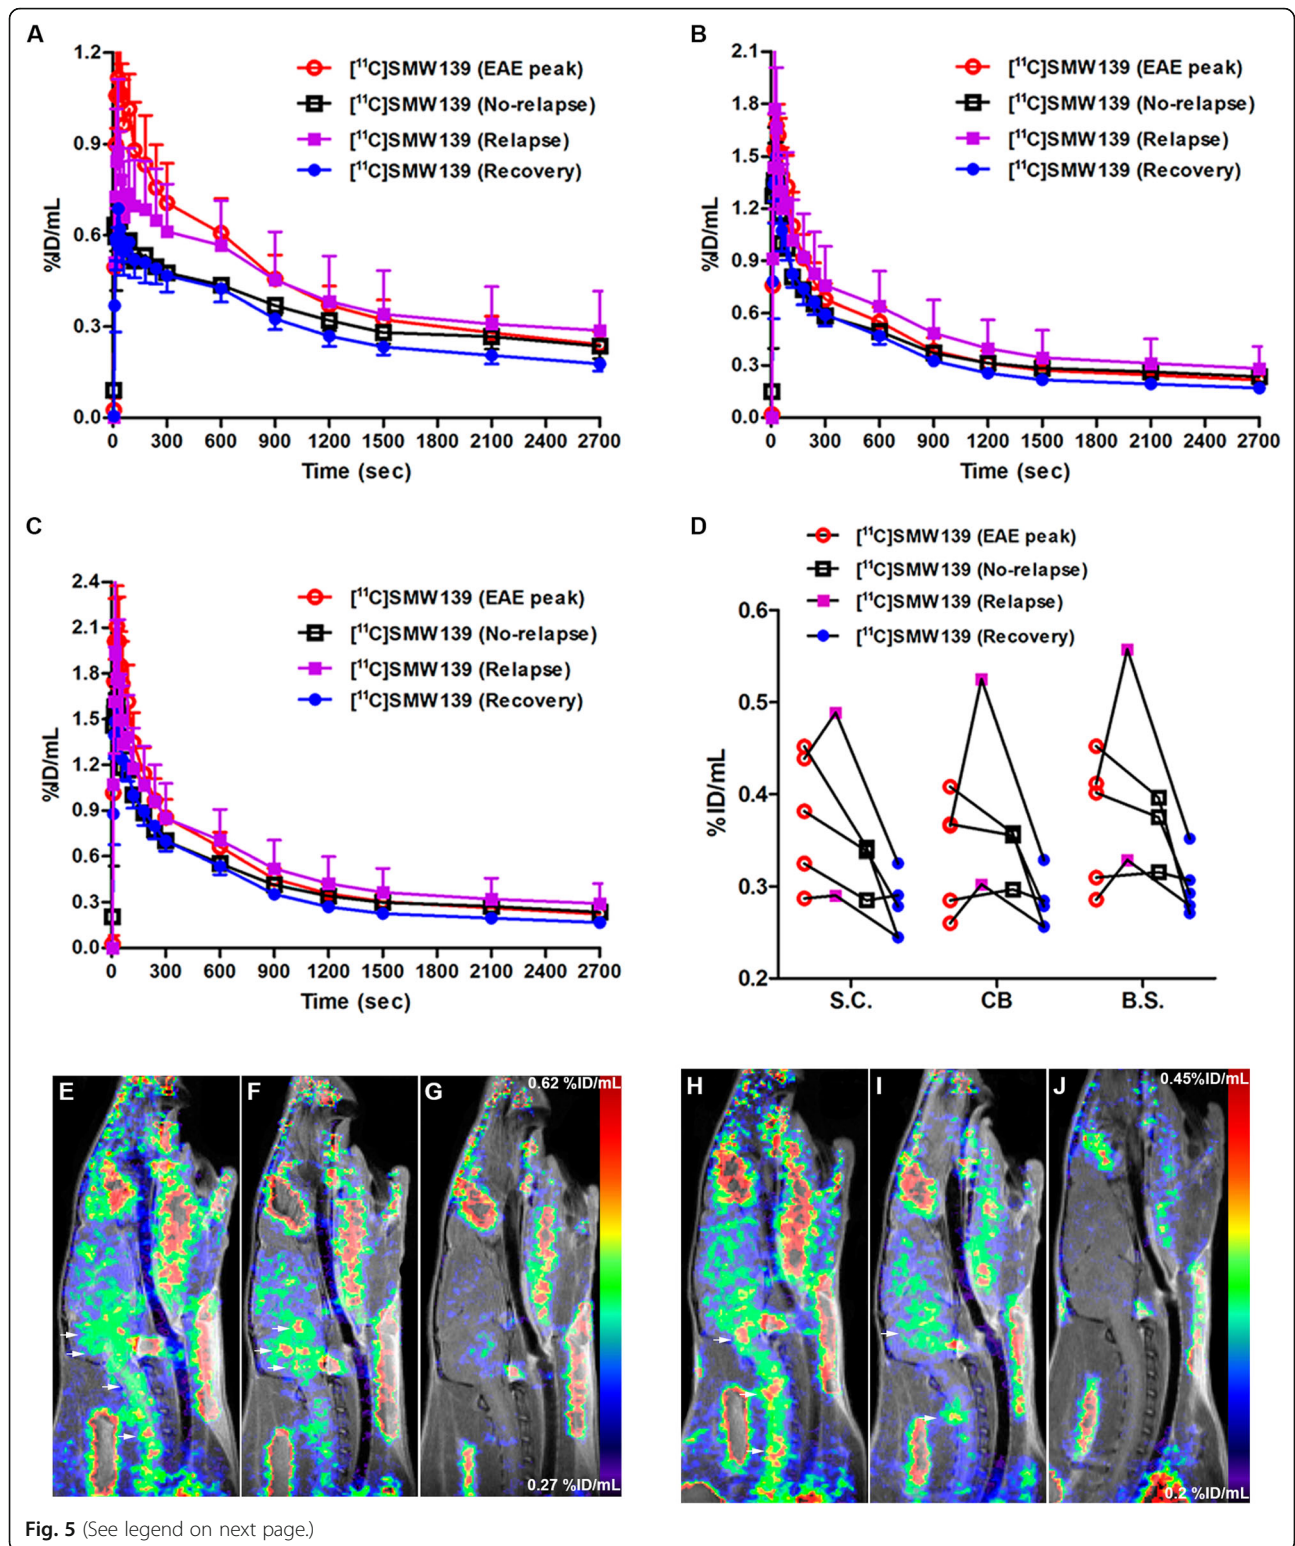 A
1.2
0.9
0.6
0.3
0.0
%ID/mL
0 300 600 900 1200 1500 1800 2100 2400 2700
Time (sec)
[¹¹C]SMW139 (EAE peak)
[¹¹C]SMW139 (No-relapse)
[¹¹C]SMW139 (Relapse)
[¹¹C]SMW139 (Recovery)
B
2.1
1.8
1.5
1.2
0.9
0.6
0.3
0.0
%ID/mL
0 300 600 900 1200 1500 1800 2100 2400 2700
Time (sec)
[¹¹C]SMW139 (EAE peak)
[¹¹C]SMW139 (No-relapse)
[¹¹C]SMW139 (Relapse)
[¹¹C]SMW139 (Recovery)
C
2.4
2.1
1.8
1.5
1.2
0.9
0.6
0.3
0.0
%ID/mL
0 300 600 900 1200 1500 1800 2100 2400 2700
Time (sec)
[¹¹C]SMW139 (EAE peak)
[¹¹C]SMW139 (No-relapse)
[¹¹C]SMW139 (Relapse)
[¹¹C]SMW139 (Recovery)
D
[¹¹C]SMW139 (EAE peak)
[¹¹C]SMW139 (No-relapse)
[¹¹C]SMW139 (Relapse)
[¹¹C]SMW139 (Recovery)
0.6
0.5
0.4
0.3
0.2
% ID/mL
S.C. CB B.S.
E F G
0.62 %ID/mL
0.27 %ID/mL
H I J
0.45%ID/mL
0.2 %ID/mL
Fig. 5 (See legend on next page.)